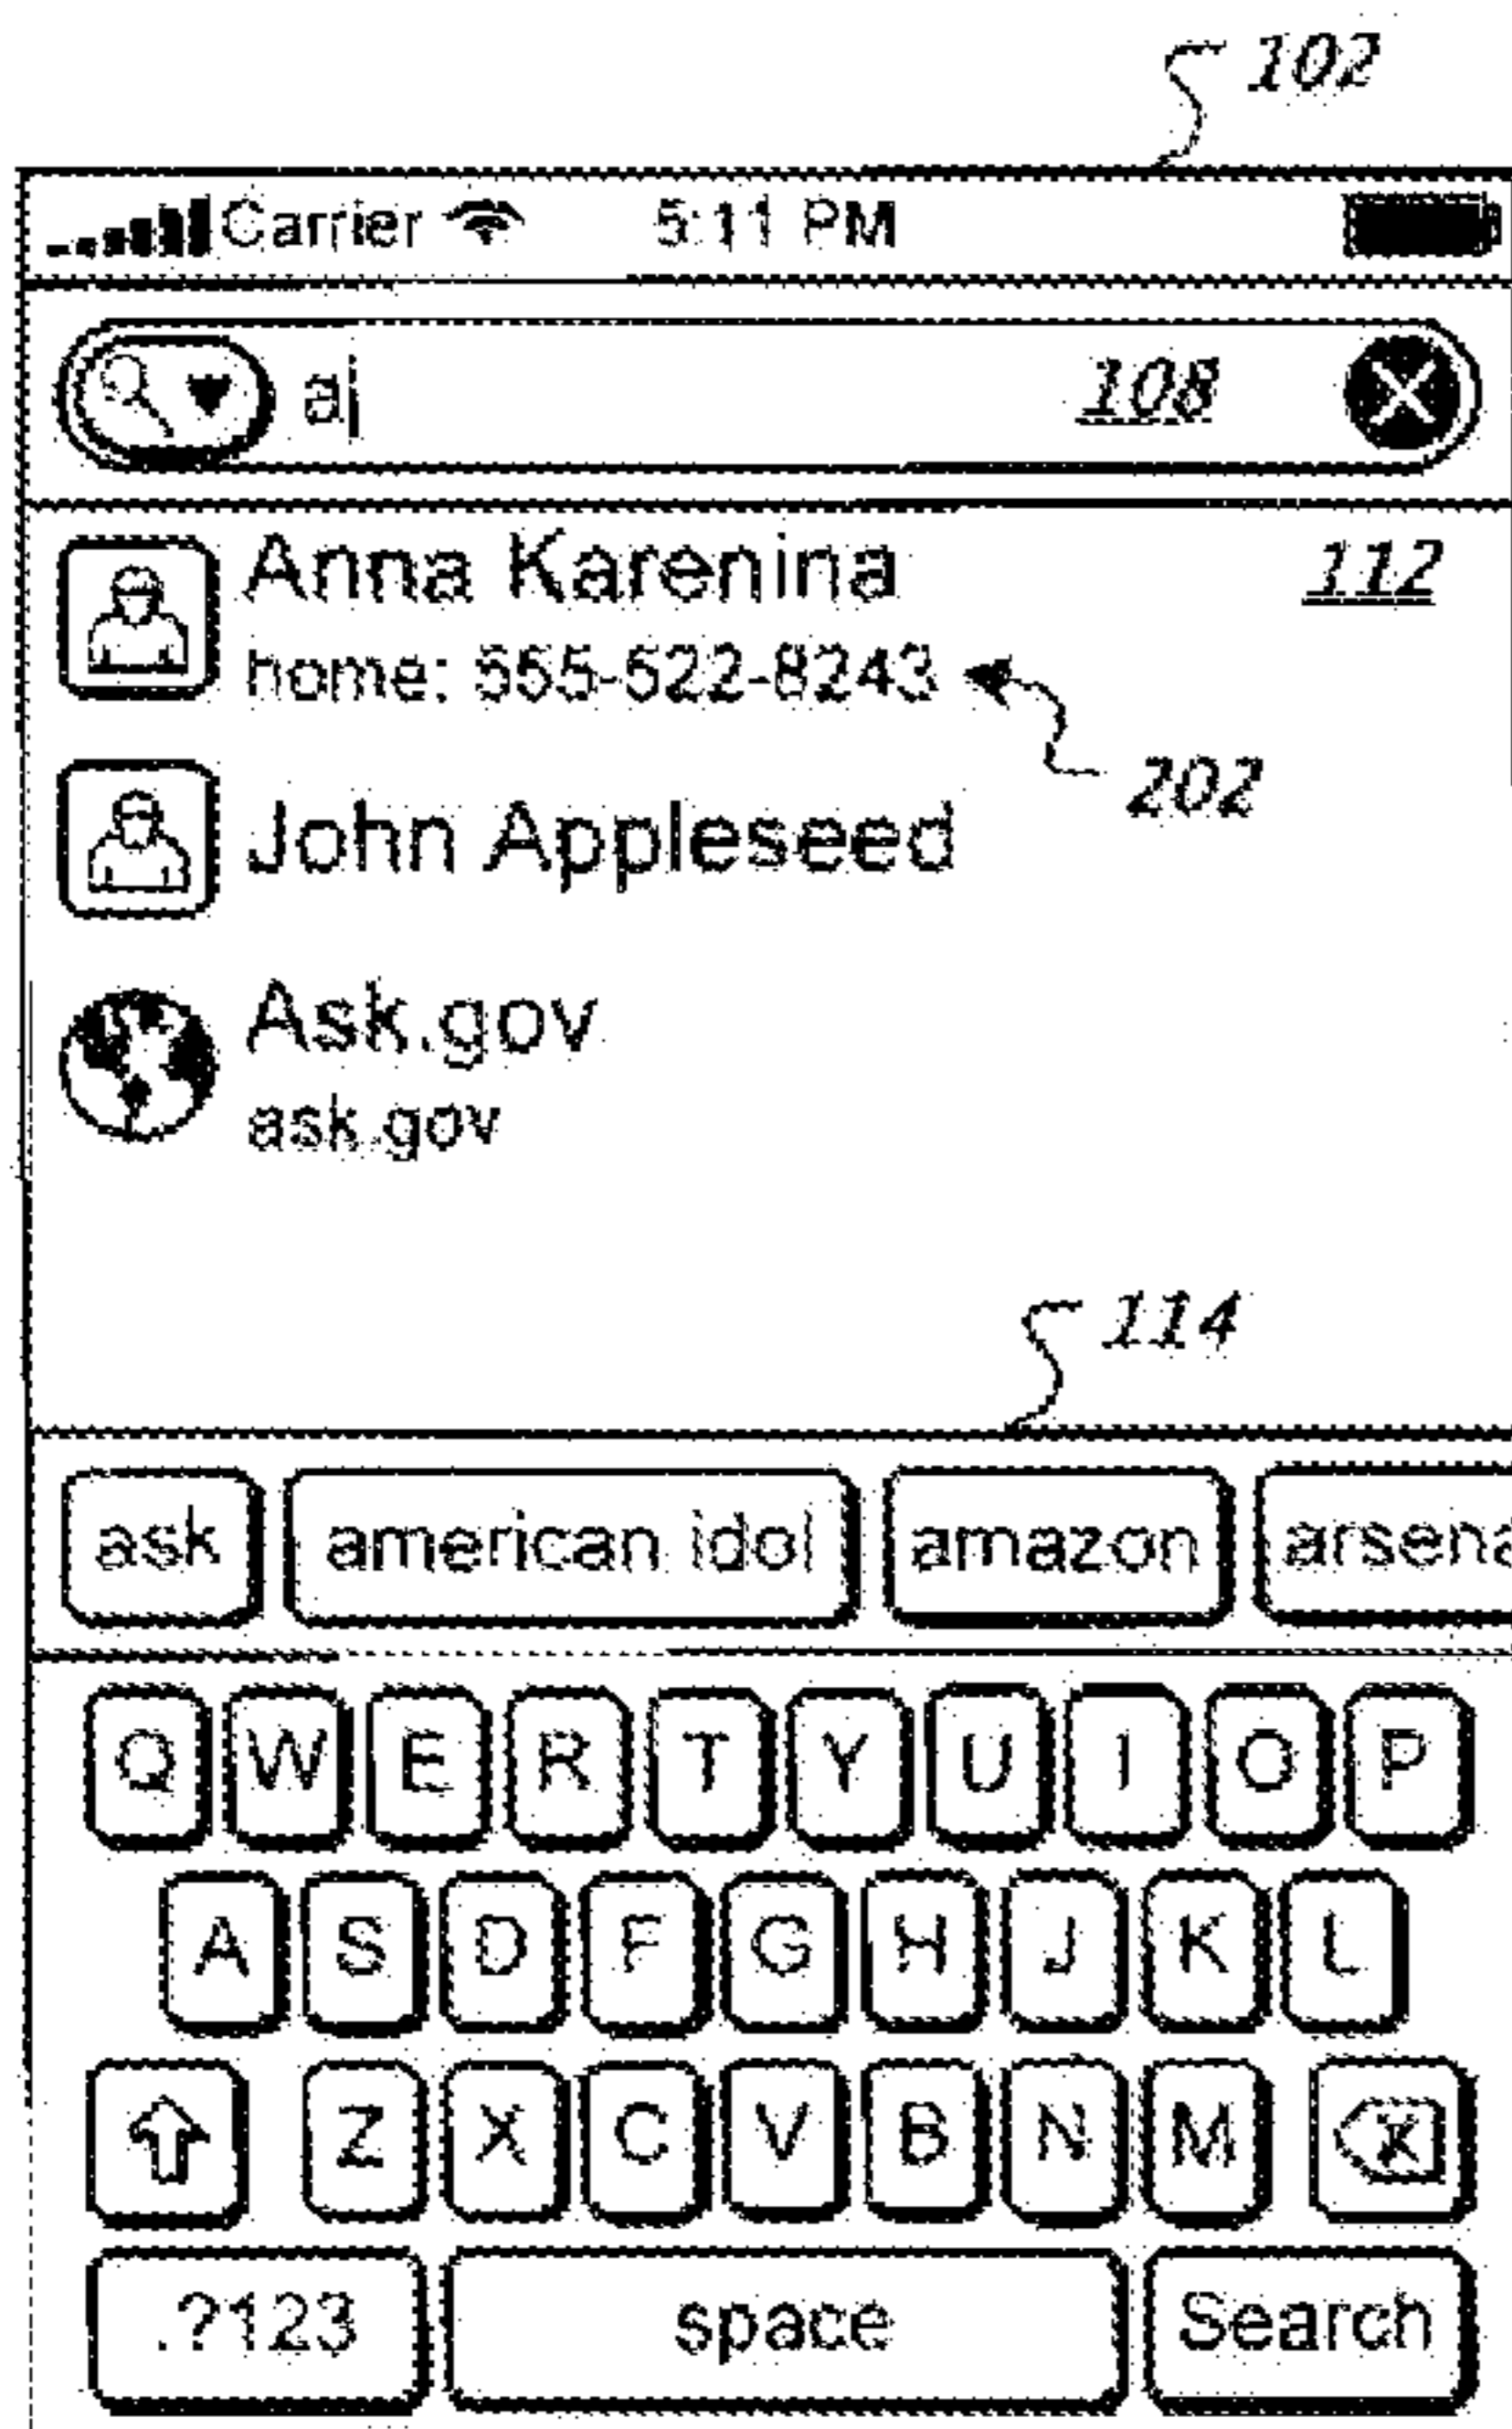 102
Carrier 5:11 PM
a 108
Anna Karenina 112
home: 555-522-8243
202
John Appleseed
Ask.gov
ask.gov
114
ask american idol amazon arsena
Q W E R T Y U I O P
A S D F G H J K L
Z X C V B N M
.?123 space Search